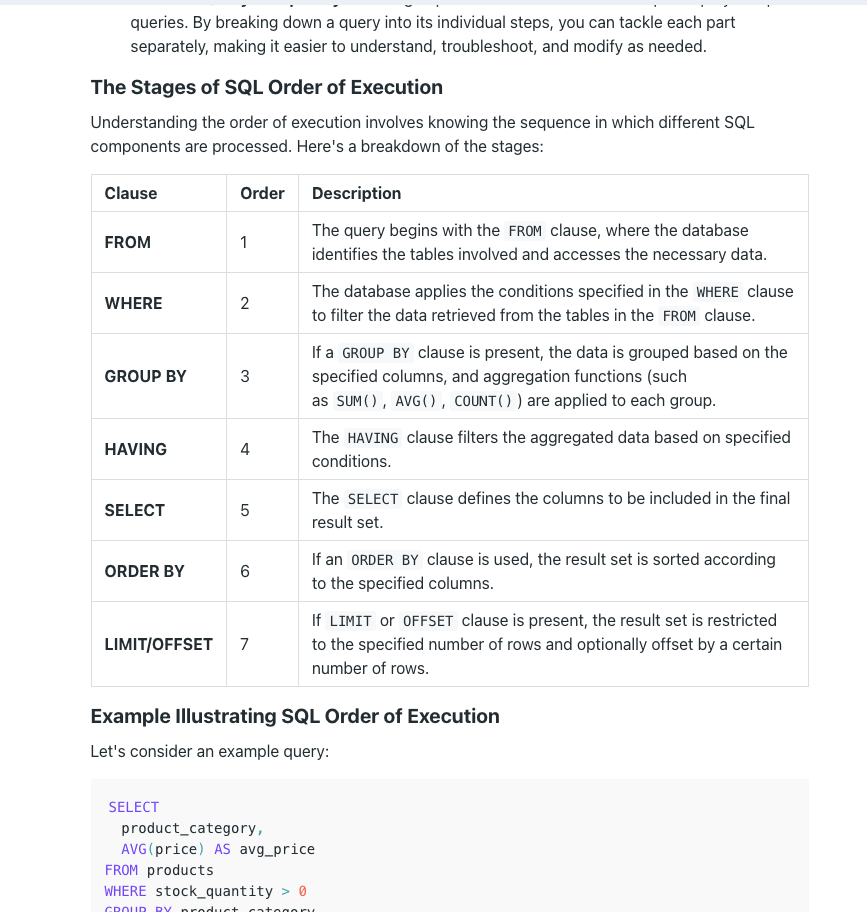 queries. By breaking down a query into its individual steps, you can tackle each part
separately, making it easier to understand, troubleshoot, and modify as needed.
The Stages of SQL Order of Execution
Understanding the order of execution involves knowing the sequence in which different SQL
components are processed. Here's a breakdown of the stages:
Clause Order Description
FROM 1 The query begins with the FROM clause, where the database
identifies the tables involved and accesses the necessary data.
WHERE 2 The database applies the conditions specified in the WHERE clause
to filter the data retrieved from the tables in the FROM clause.
GROUP BY 3 If a GROUP BY clause is present, the data is grouped based on the
specified columns, and aggregation functions (such
as SUM(), AVG(), COUNT()) are applied to each group.
HAVING 4 The HAVING clause filters the aggregated data based on specified
conditions.
SELECT 5 The SELECT clause defines the columns to be included in the final
result set.
ORDER BY 6 If an ORDER BY clause is used, the result set is sorted according
to the specified columns.
LIMIT/OFFSET 7 If LIMIT or OFFSET clause is present, the result set is restricted
to the specified number of rows and optionally offset by a certain
number of rows.
Example Illustrating SQL Order of Execution
Let's consider an example query:
SELECT
product_category,
AVG(price) AS avg_price
FROM products
WHERE stock_quantity > 0
GROUP BY product_category